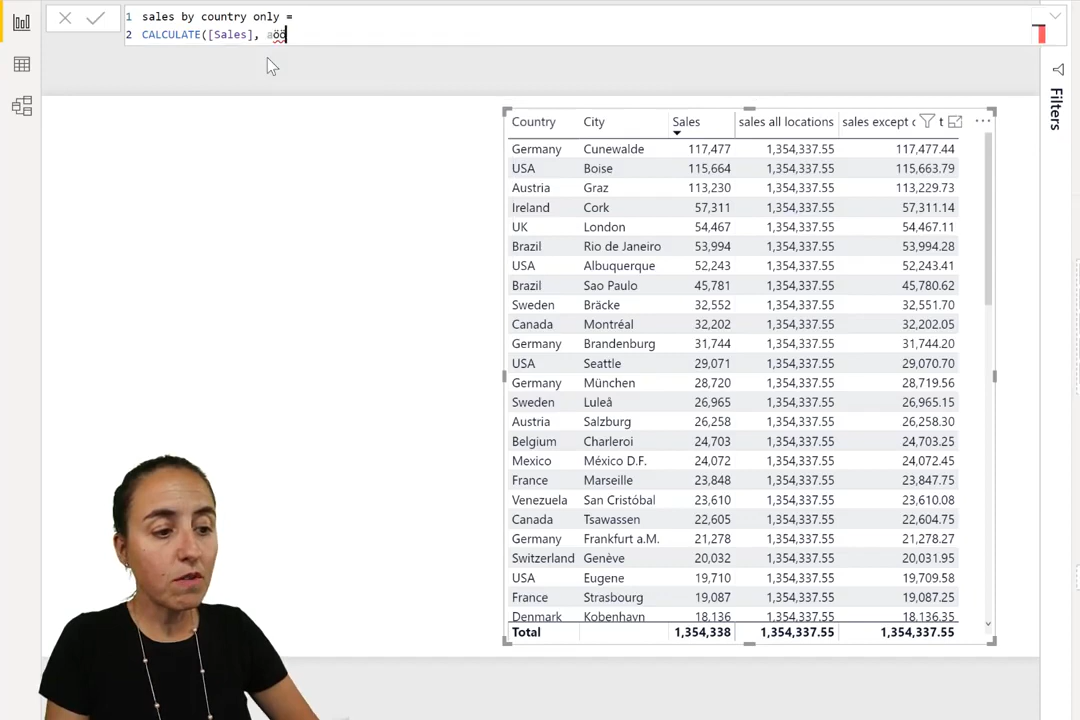 1 sales by country only =
2 CALCULATE([Sales], aöö
Filters
Country City Sales sales all locations sales except c t
Germany Cunewalde 117,477 1,354,337.55 117,477.44
USA Boise 115,664 1,354,337.55 115,663.79
Austria Graz 113,230 1,354,337.55 113,229.73
Ireland Cork 57,311 1,354,337.55 57,311.14
UK London 54,467 1,354,337.55 54,467.11
Brazil Rio de Janeiro 53,994 1,354,337.55 53,994.28
USA Albuquerque 52,243 1,354,337.55 52,243.41
Brazil Sao Paulo 45,781 1,354,337.55 45,780.62
Sweden Bräcke 32,552 1,354,337.55 32,551.70
Canada Montréal 32,202 1,354,337.55 32,202.05
Germany Brandenburg 31,744 1,354,337.55 31,744.20
USA Seattle 29,071 1,354,337.55 29,070.70
Germany München 28,720 1,354,337.55 28,719.56
Sweden Luleå 26,965 1,354,337.55 26,965.15
Austria Salzburg 26,258 1,354,337.55 26,258.30
Belgium Charleroi 24,703 1,354,337.55 24,703.25
Mexico México D.F. 24,072 1,354,337.55 24,072.45
France Marseille 23,848 1,354,337.55 23,847.75
Venezuela San Cristóbal 23,610 1,354,337.55 23,610.08
Canada Tsawassen 22,605 1,354,337.55 22,604.75
Germany Frankfurt a.M. 21,278 1,354,337.55 21,278.27
Switzerland Genève 20,032 1,354,337.55 20,031.95
USA Eugene 19,710 1,354,337.55 19,709.58
France Strasbourg 19,087 1,354,337.55 19,087.25
Denmark Kobenhavn 18,136 1,354,337.55 18,136.35
Total 1,354,338 1,354,337.55 1,354,337.55